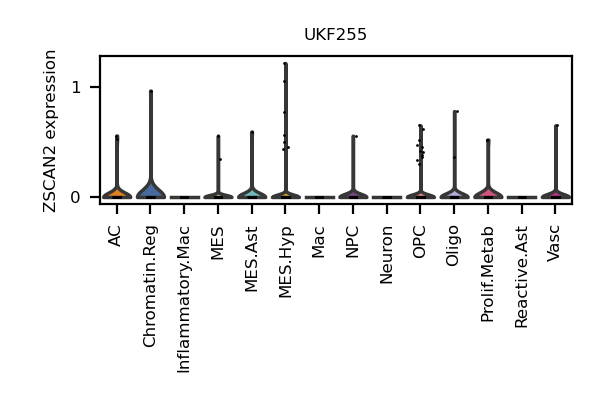 UKF255
ZSCAN2 expression
1
0
AC
Chromatin.Reg
Inflammatory.Mac
MES
MES.Ast
MES.Hyp
Mac
NPC
Neuron
OPC
Oligo
Prolif.Metab
Reactive.Ast
Vasc